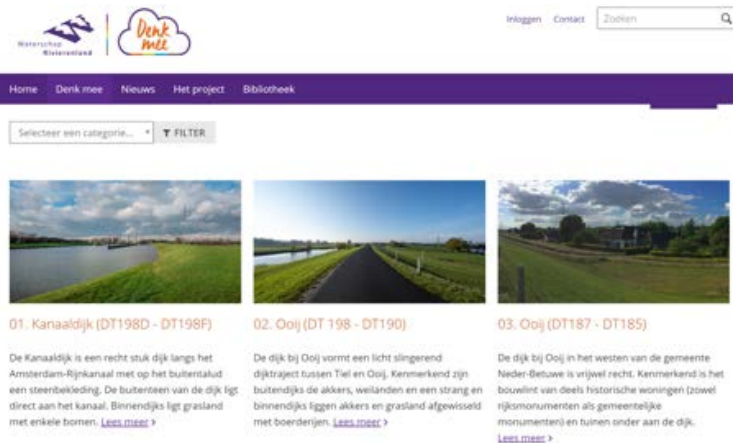 Waterschap
Rivierenland
Denk
mee
Inloggen Contact Zoeken
Home Denk mee Nieuws Het project Bibliotheek
Selecteer een categorie... FILTER
01. Kanaaldijk (DT198D - DT198F)
De Kanaaldijk is een recht stuk dijk langs het
Amsterdam-Rijnkanaal met op het buitentalud
een steenbekleding. De buitenteen van de dijk ligt
direct aan het kanaal. Binnendijks ligt grasland
met enkele bomen. Lees meer >
02. Ooij (DT 198 - DT190)
De dijk bij Ooij vormt een licht slingerend
dijktraject tussen Tiel en Ooij. Kenmerkend zijn
buitendijks de akkers, weilanden en een strang en
binnendijks liggen akkers en grasland afgewisseld
met boerderijen. Lees meer >
03. Ooij (DT187 - DT185)
De dijk bij Ooij in het westen van de gemeente
Neder-Betuwe is vrijwel recht. Kenmerkend is het
bouwlint van deels historische woningen (zowel
rijksmonumenten als gemeentelijke
monumenten) en tuinen onder aan de dijk.
Lees meer >